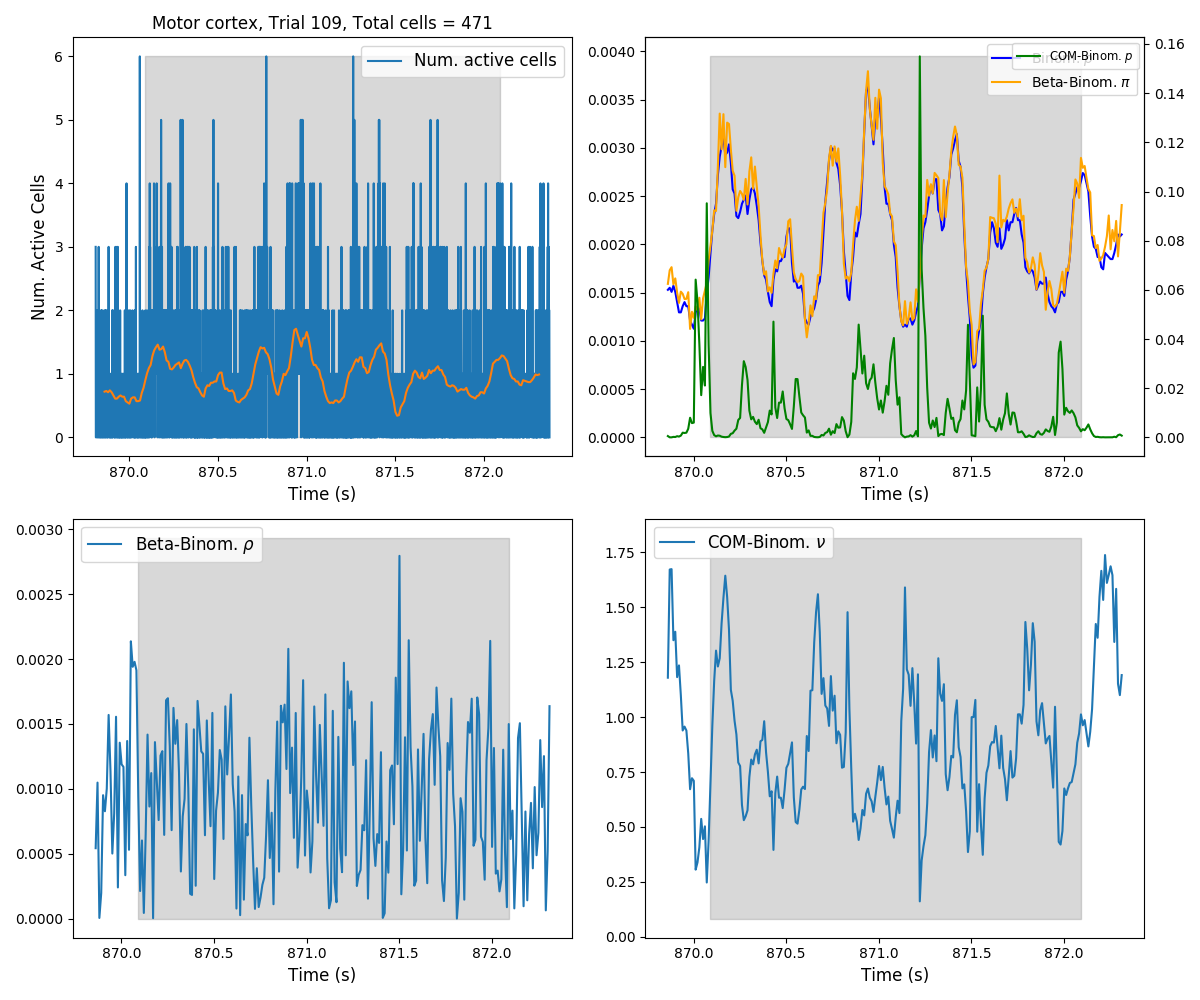 Motor cortex, Trial 109, Total cells = 471
Num. Active Cells
6
5
4
3
2
1
0
Num. active cells
870.0 870.5 871.0 871.5 872.0
Time (s)
0.0040
0.0035
0.0030
0.0025
0.0020
0.0015
0.0010
0.0005
0.0000
COM-Binom. p
Beta-Binom. π
0.16
0.14
0.12
0.10
0.08
0.06
0.04
0.02
0.00
870.0 870.5 871.0 871.5 872.0
Time (s)
0.0030
0.0025
0.0020
0.0015
0.0010
0.0005
0.0000
Beta-Binom. ρ
870.0 870.5 871.0 871.5 872.0
Time (s)
1.75
1.50
1.25
1.00
0.75
0.50
0.25
0.00
COM-Binom. ν
870.0 870.5 871.0 871.5 872.0
Time (s)